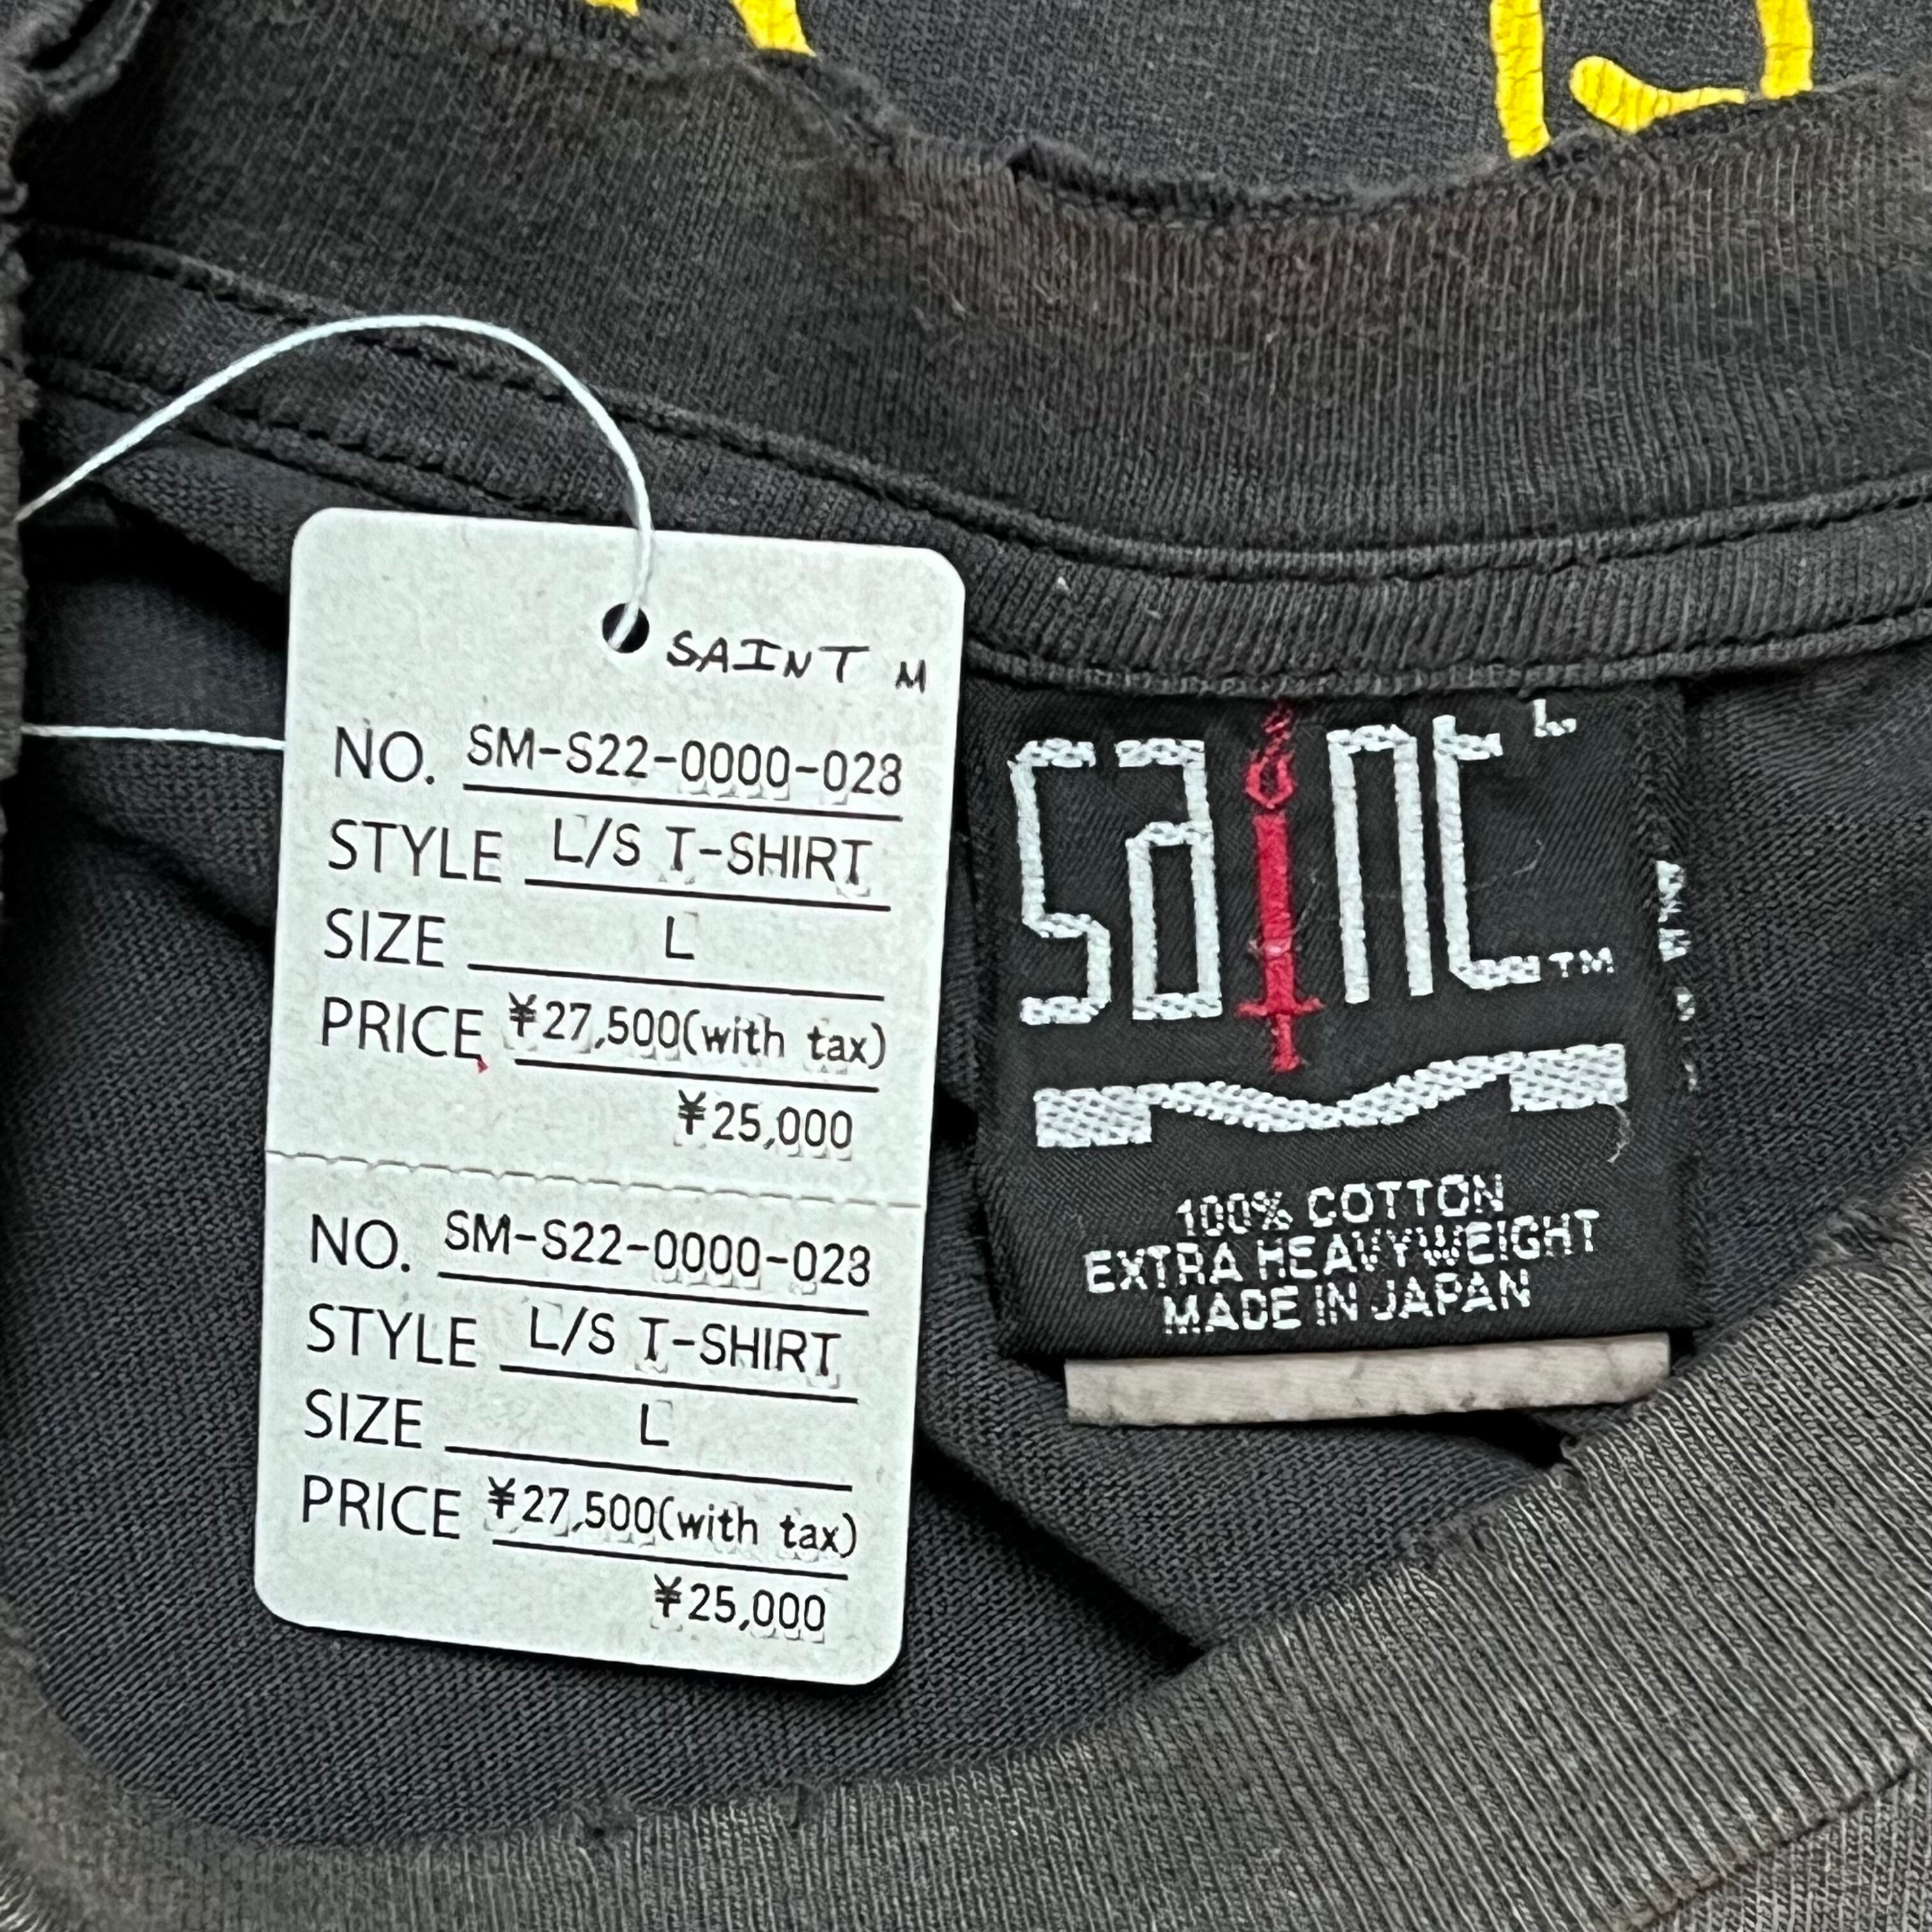 SAINT M
NO. SM-S22-0000-028
STYLE L/S T-SHIRT
SIZE L
PRICE ¥27,500(with tax)
¥25,000
NO. SM-S22-0000-028
STYLE L/S T-SHIRT
SIZE L
PRICE ¥27,500(with tax)
¥25,000
L
saint™
100% COTTON
EXTRA HEAVYWEIGHT
MADE IN JAPAN